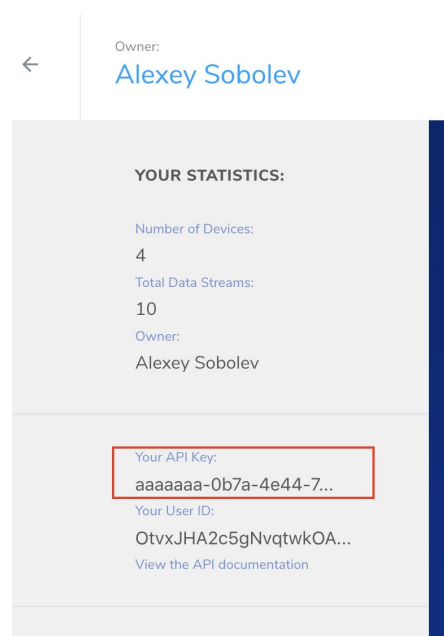 Owner:
Alexey Sobolev
YOUR STATISTICS:
Number of Devices:
4
Total Data Streams:
10
Owner:
Alexey Sobolev
Your API Key:
aaaaaaa-0b7a-4e44-7...
Your User ID:
OtvxJHA2c5gNvqtwkOA...
View the API documentation